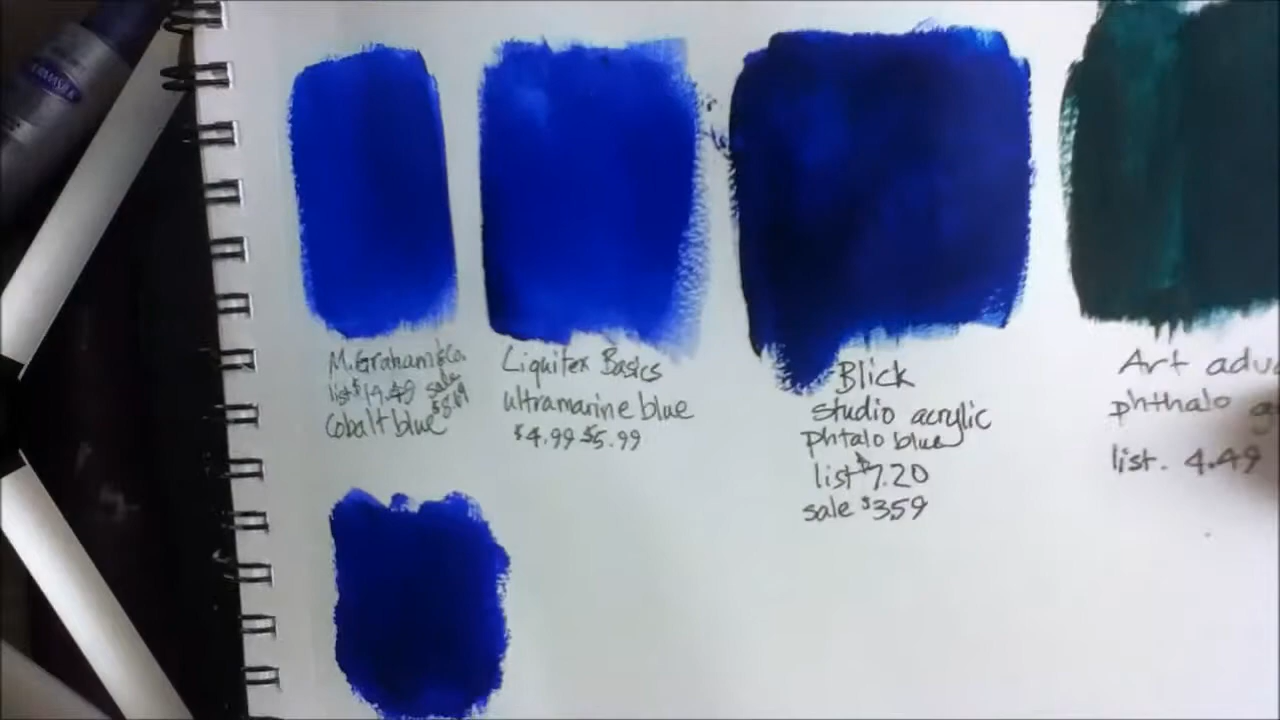 M. Graham & Co.
list $19.49 sale
$8.69
Cobalt blue
Liquitex Basics
ultramarine blue
$4.99 $5.99
Blick
studio acrylic
phtalo blue
list $7.20
sale $3.59
Art adv
phthalo g
list. 4.49